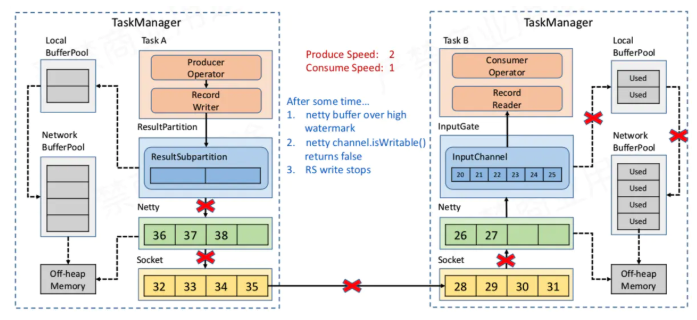 TaskManager
Local
BufferPool
Task A
Producer
Operator
Record
Writer
ResultPartition
Network
BufferPool
ResultSubpartition
Netty
36 37 38
Off-heap
Memory
Socket
32 33 34 35
Produce Speed: 2
Consume Speed: 1
After some time...
1. netty buffer over high
watermark
2. netty channel.isWritable()
returns false
3. RS write stops
TaskManager
Task B
Consumer
Operator
Record
Reader
Local
BufferPool
Used
Used
InputGate
InputChannel
20 21 22 23 24 25
Network
BufferPool
Used
Used
Used
Used
Netty
26 27
Socket
28 29 30 31
Off-heap
Memory